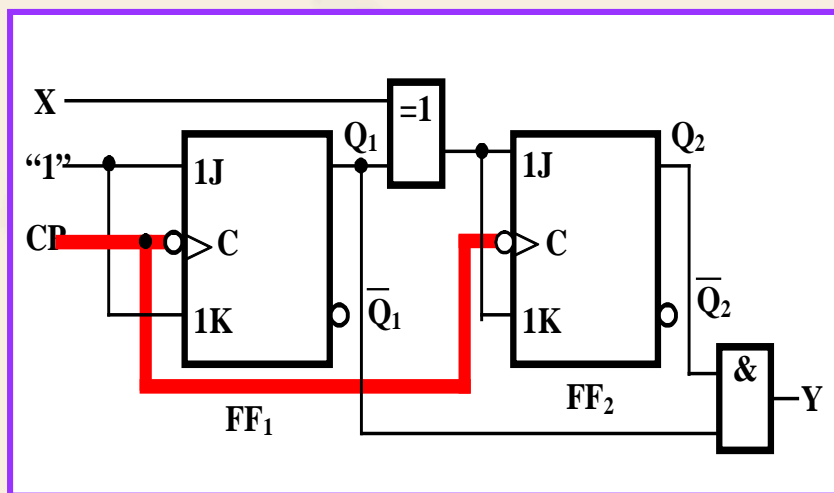 X
=1
Q₁
Q₂
“1”
1J
1J
CP
C
C
1K
Q̅₁
1K
Q̅₂
&
Y
FF₁
FF₂